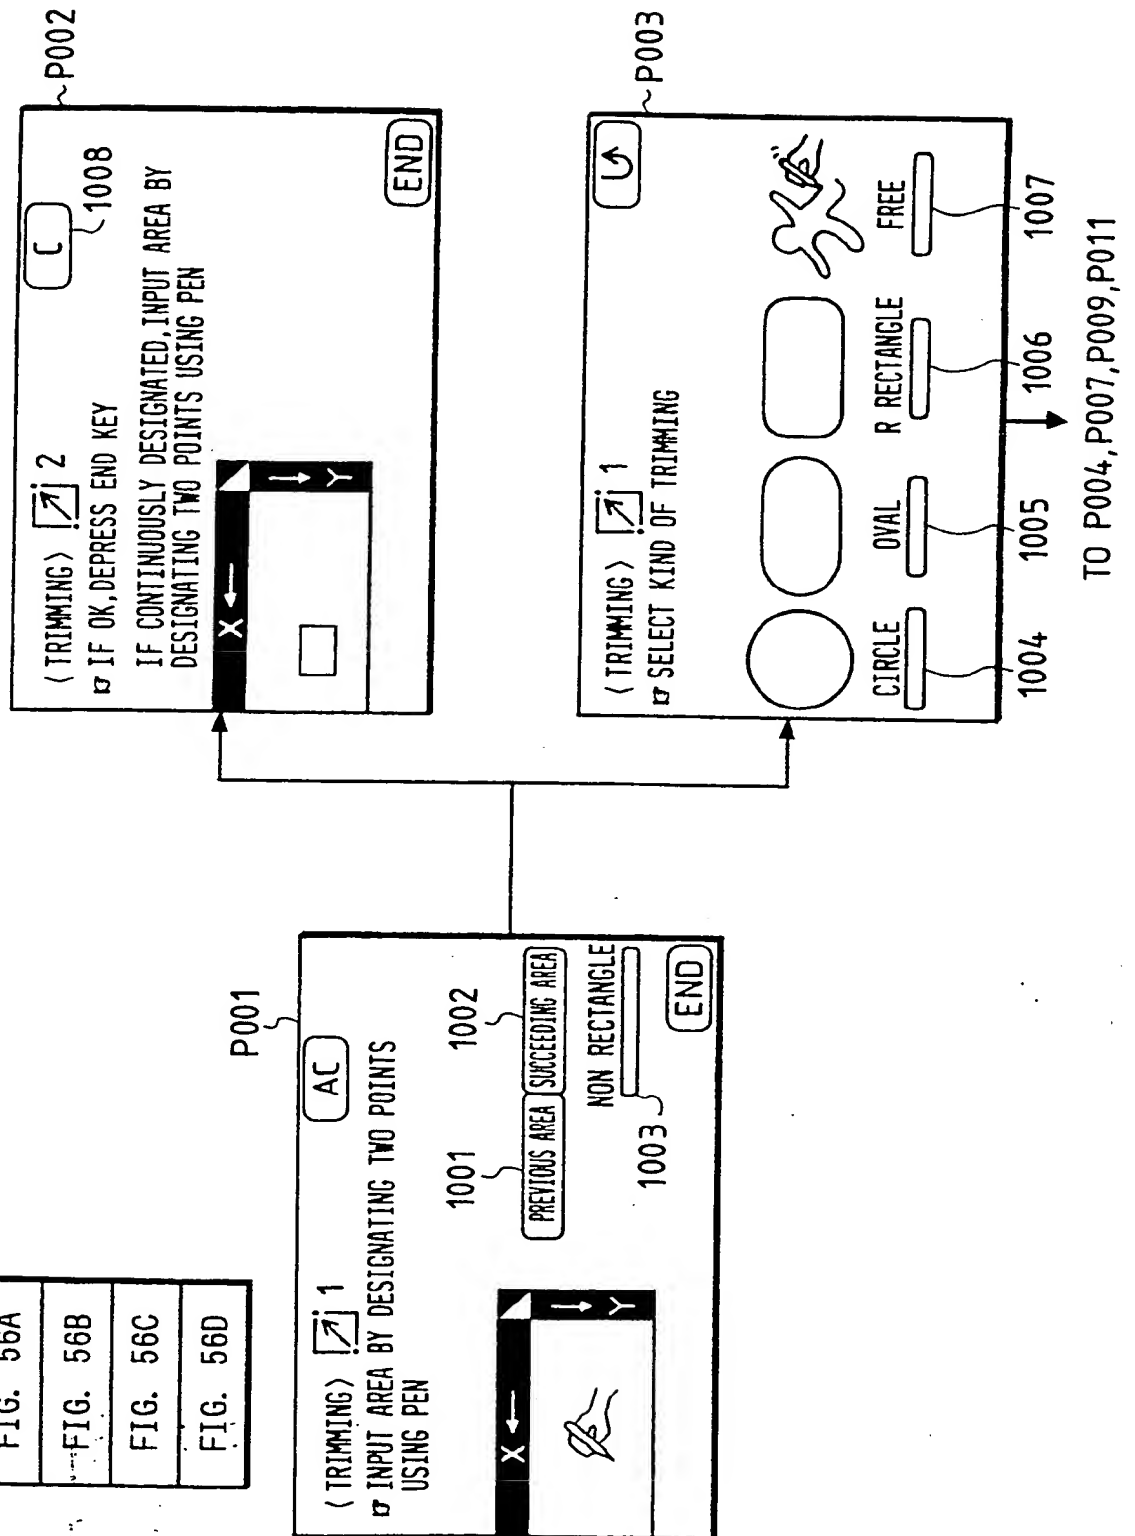 FIG. 56A
FIG. 56B
FIG. 56C
FIG. 56D
P001
⟨TRIMMING⟩ 1
AC
INPUT AREA BY DESIGNATING TWO POINTS
USING PEN
1001
1002
PREVIOUS AREA
SUCCEEDING AREA
X
Y
NON RECTANGLE
1003
END
P002
⟨TRIMMING⟩ 2
C
1008
IF OK,DEPRESS END KEY
IF CONTINUOUSLY DESIGNATED,INPUT AREA BY
DESIGNATING TWO POINTS USING PEN
X
Y
END
P003
⟨TRIMMING⟩ 1
SELECT KIND OF TRIMMING
CIRCLE
OVAL
R RECTANGLE
FREE
1004
1005
1006
1007
TO P004,P007,P009,P011